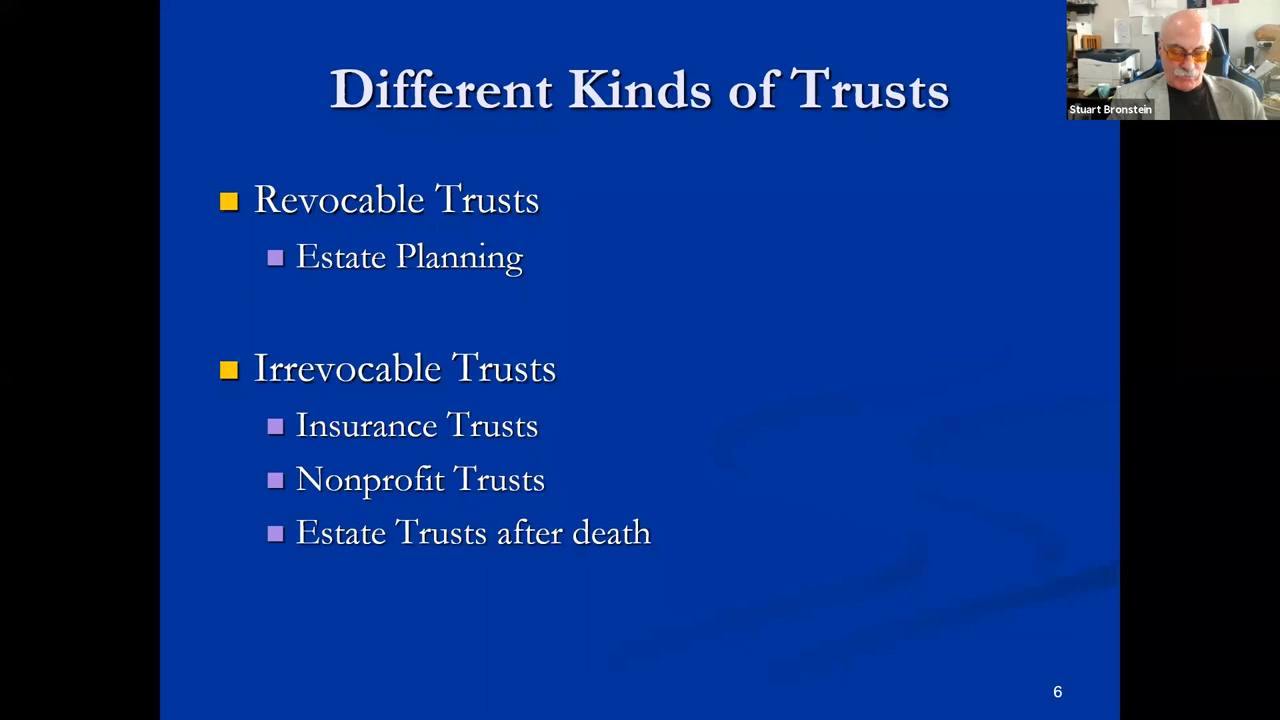 Different Kinds of Trusts
Stuart Bronstein
Revocable Trusts
Estate Planning
Irrevocable Trusts
Insurance Trusts
Nonprofit Trusts
Estate Trusts after death
6